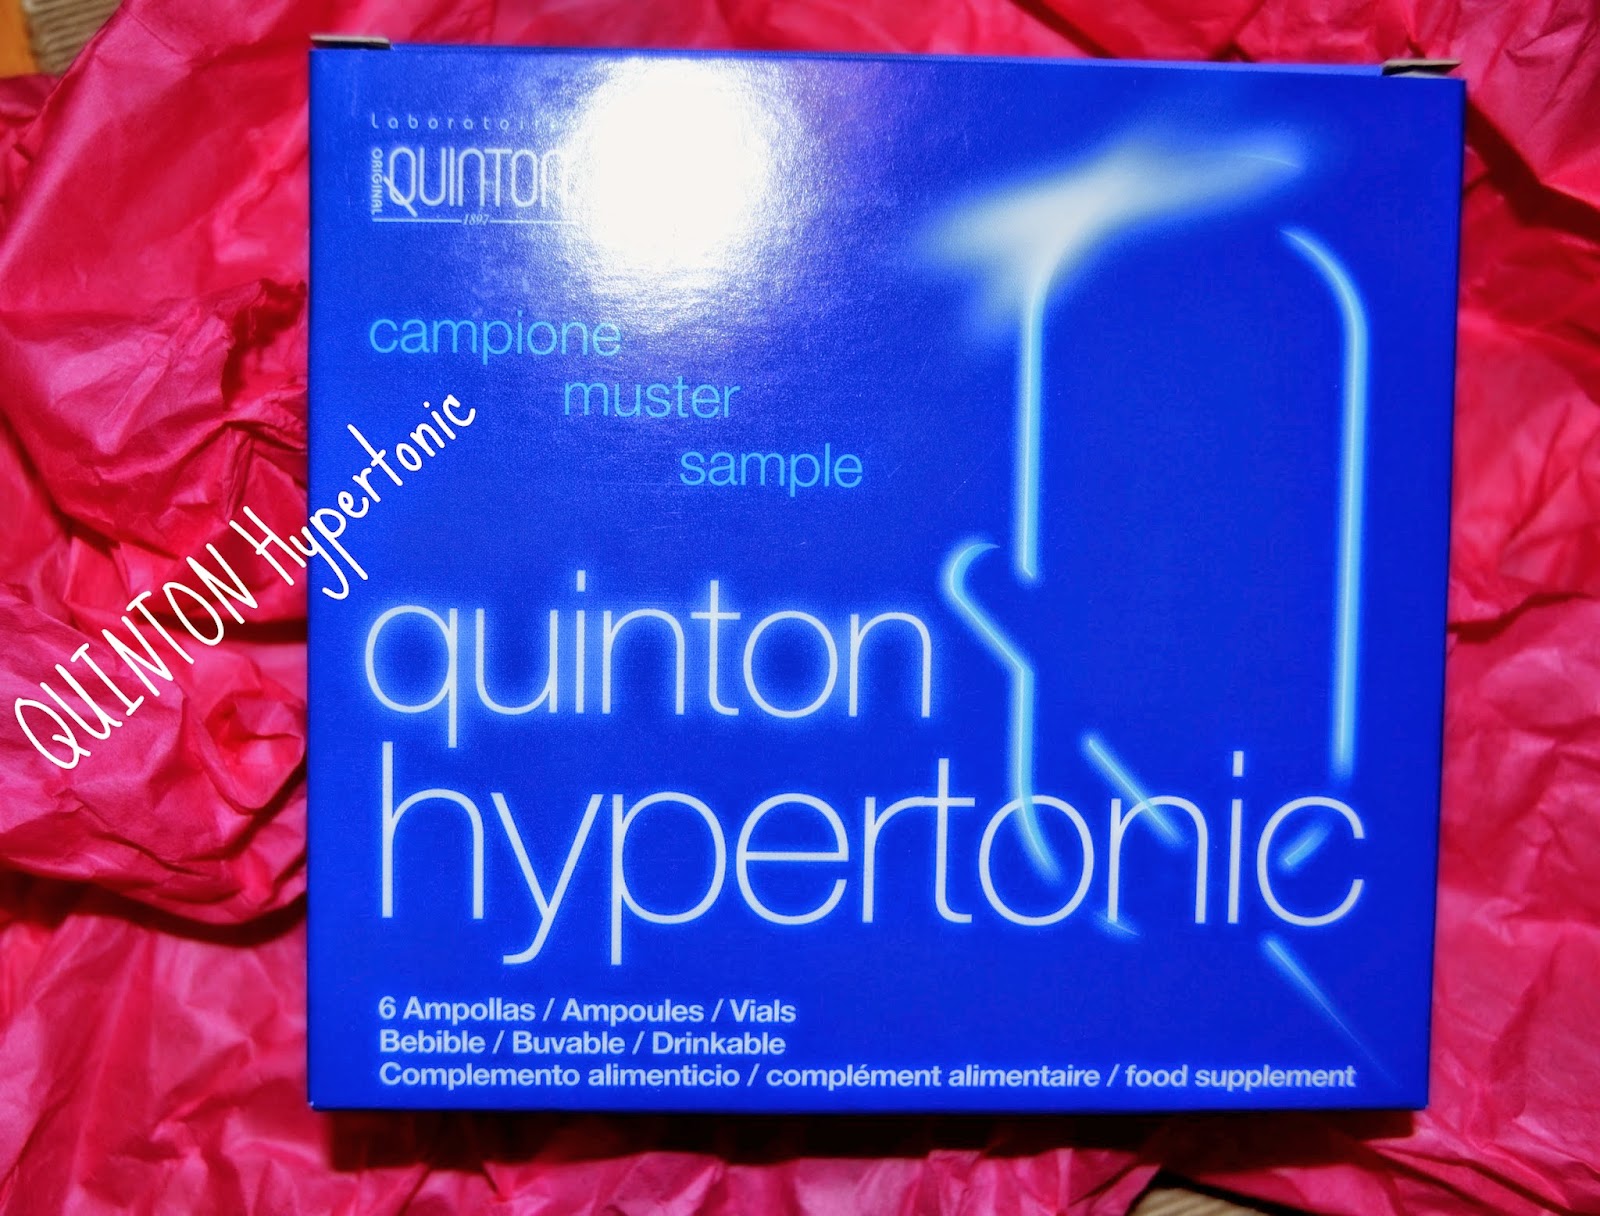 ORIGINAL
QUINTON
1897
campione
muster
sample
QUINTON Hypertonic
quinton
hypertonic
6 Ampollas / Ampoules / Vials
Bebible / Buvable / Drinkable
Complemento alimenticio / complément alimentaire / food supplement